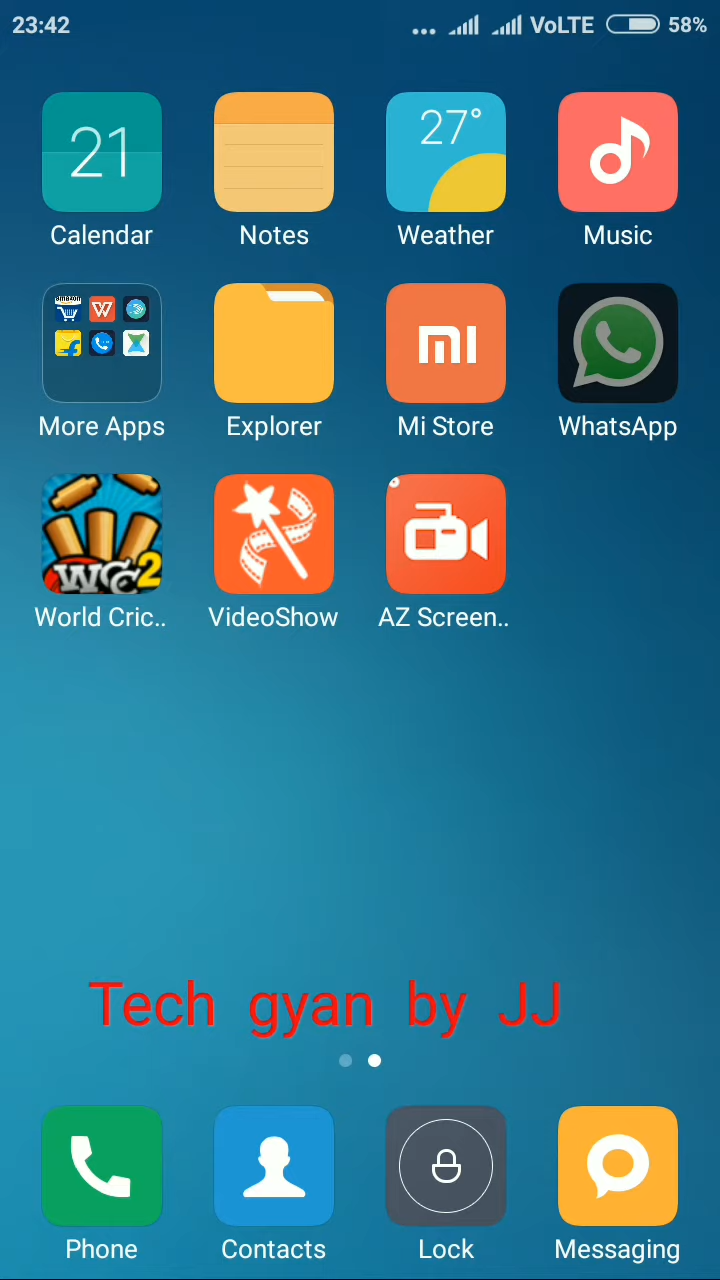 23:42 ... VoLTE 58%
21 27°
Calendar Notes Weather Music
More Apps Explorer Mi Store WhatsApp
WCC2
World Cric.. VideoShow AZ Screen..
Tech gyan by JJ
Phone Contacts Lock Messaging